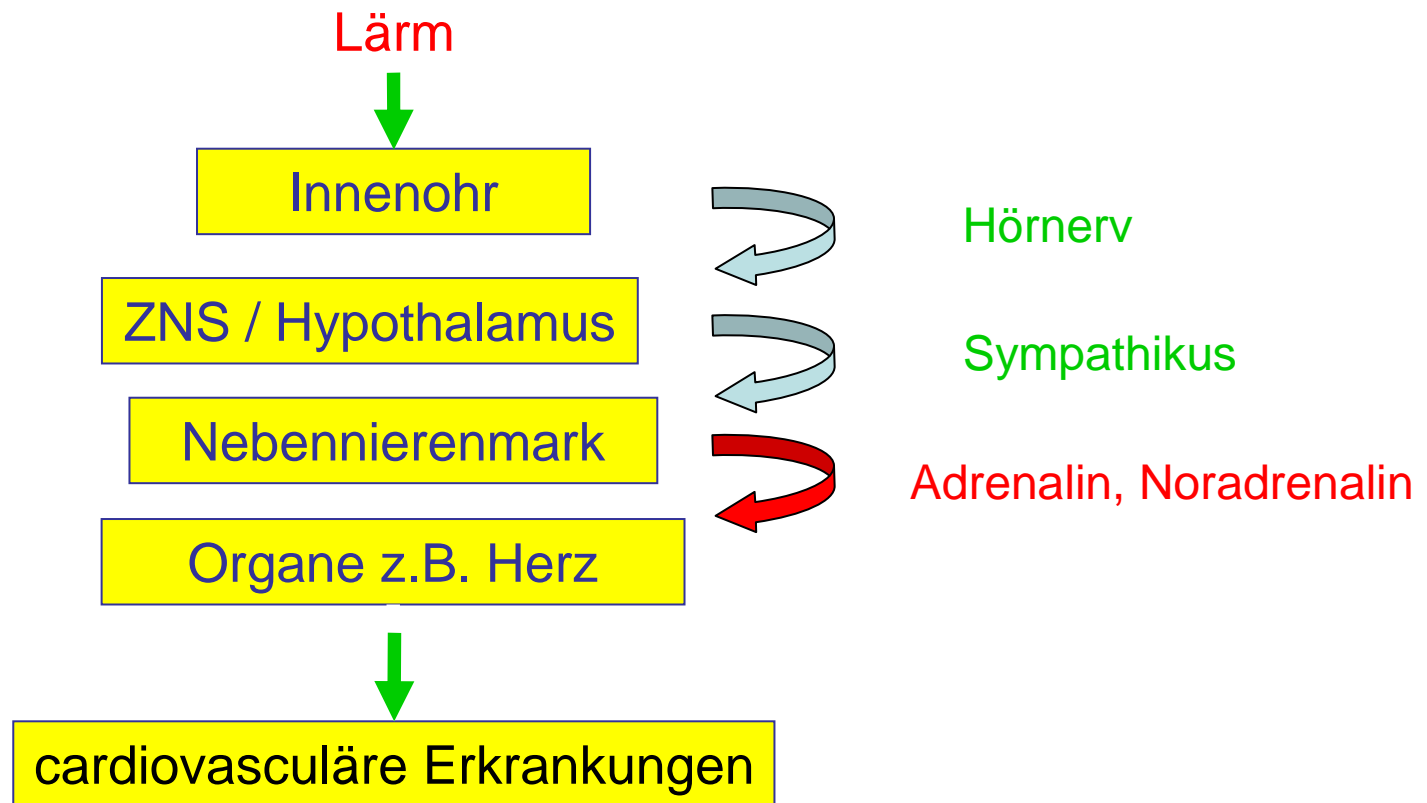 Lärm
Innenohr
Hörnerv
ZNS / Hypothalamus
Sympathikus
Nebennierenmark
Adrenalin, Noradrenalin
Organe z.B. Herz
cardiovasculäre Erkrankungen